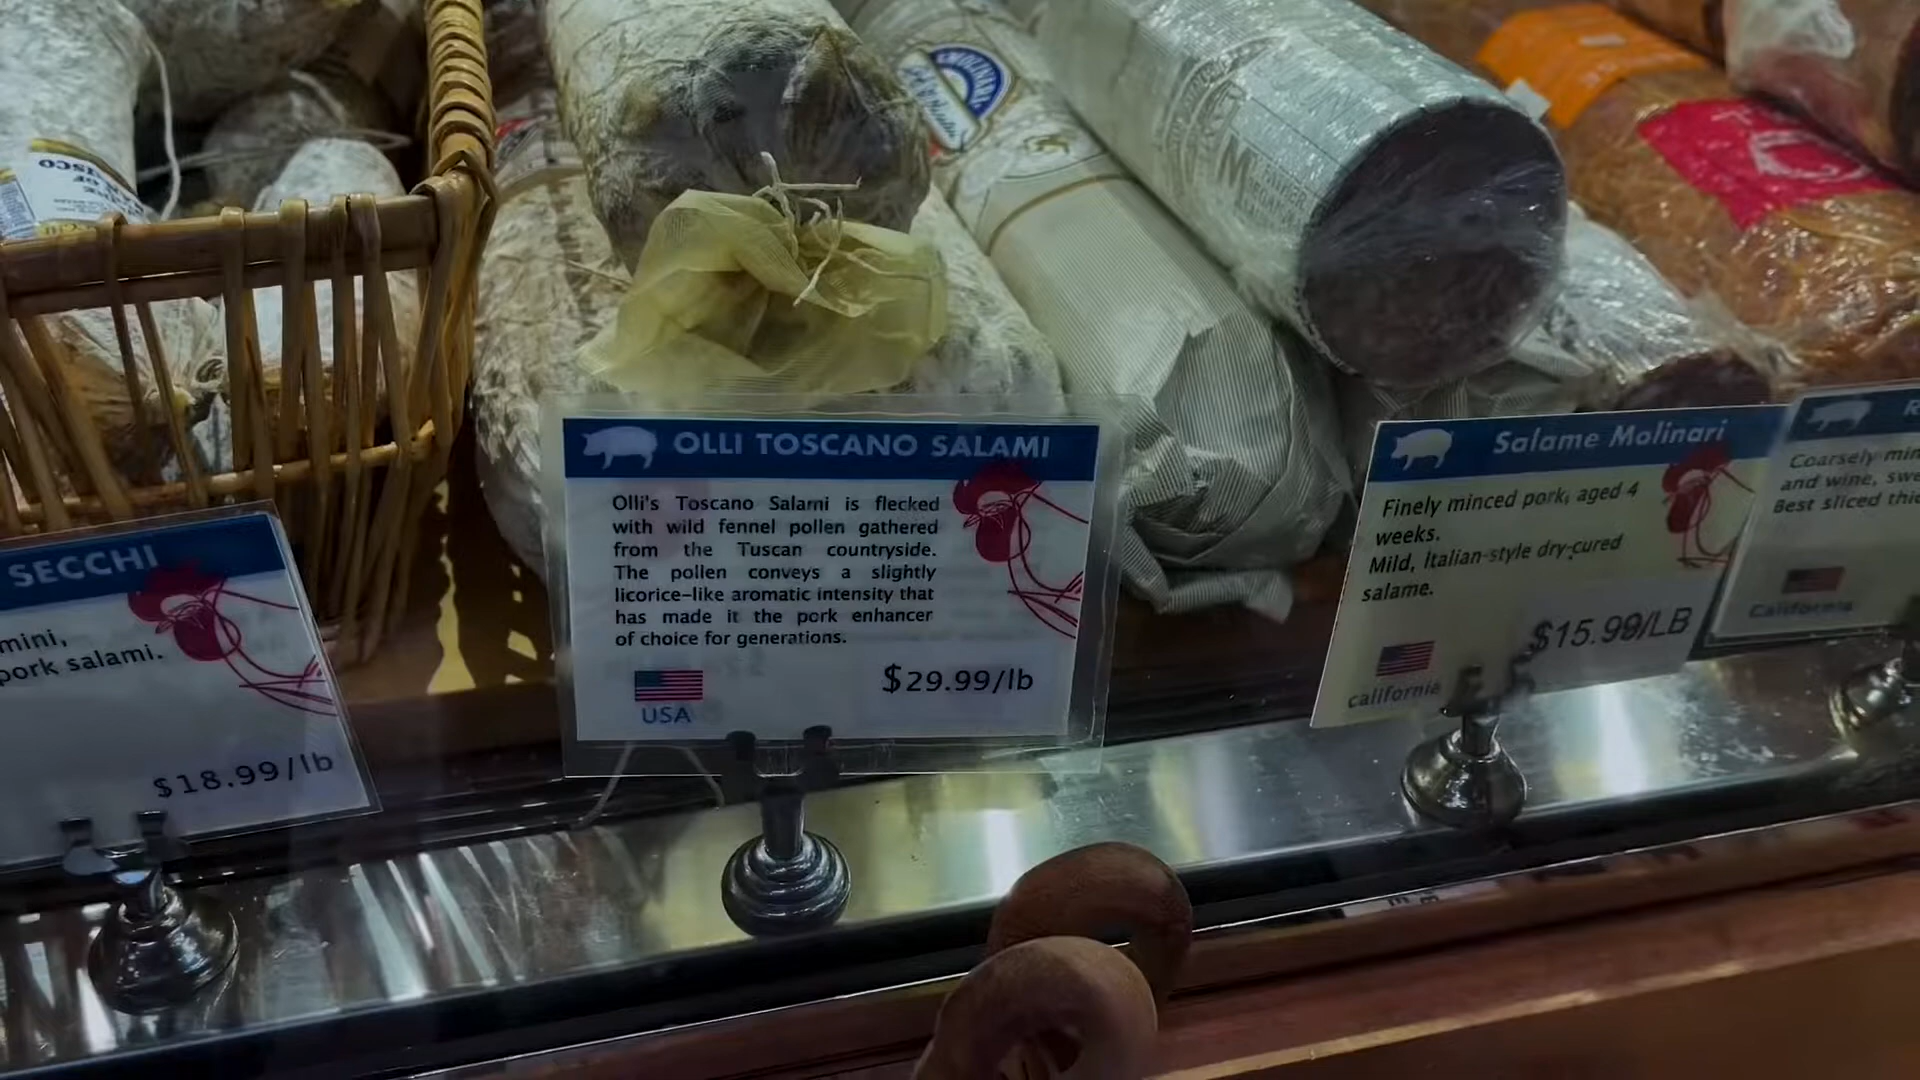 SECCHI
mini,
pork salami.
$18.99/lb
OLLI TOSCANO SALAMI
Olli's Toscano Salami is flecked
with wild fennel pollen gathered
from the Tuscan countryside.
The pollen conveys a slightly
licorice-like aromatic intensity that
has made it the pork enhancer
of choice for generations.
USA
$29.99/lb
Salame Molinari
Finely minced pork, aged 4
weeks.
Mild, Italian-style dry-cured
salame.
california
$15.99/LB
Coarsely
and wine,
Best sliced
California